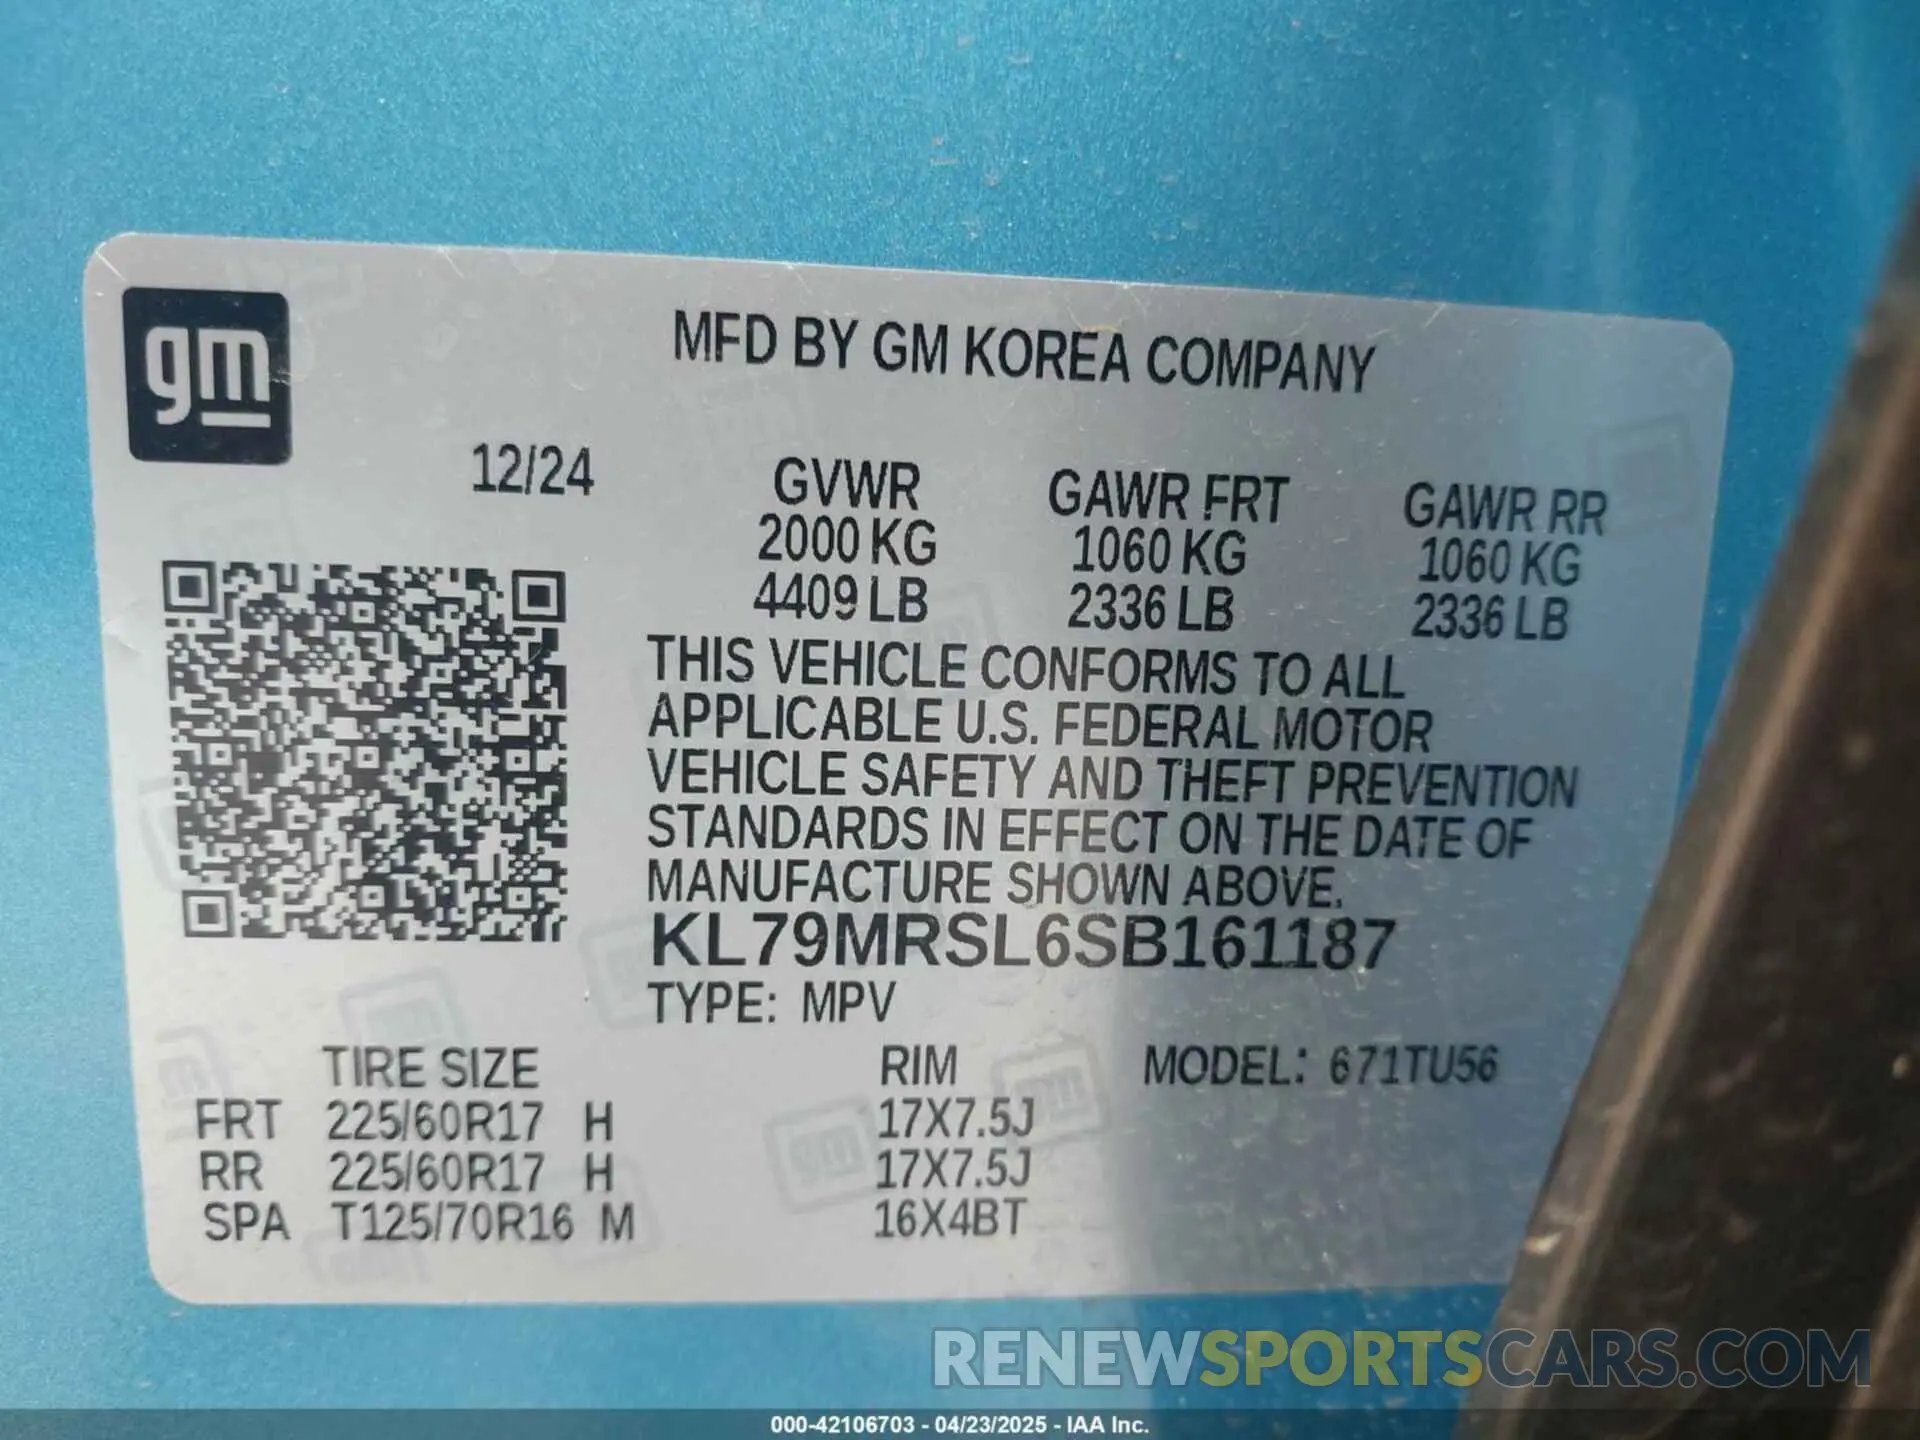 gm
MFD BY GM KOREA COMPANY
12/24
GVWR GAWR FRT GAWR RR
2000 KG 1060 KG 1060 KG
4409 LB 2336 LB 2336 LB
THIS VEHICLE CONFORMS TO ALL
APPLICABLE U.S. FEDERAL MOTOR
VEHICLE SAFETY AND THEFT PREVENTION
STANDARDS IN EFFECT ON THE DATE OF
MANUFACTURE SHOWN ABOVE.
KL79MRSL6SB161187
TYPE: MPV
TIRE SIZE RIM MODEL: 671TU56
FRT 225/60R17 H 17X7.5J
RR 225/60R17 H 17X7.5J
SPA T125/70R16 M 16X4BT
RENEWSPORTSCARS.COM
000-42106703 - 04/23/2025 - IAA Inc.